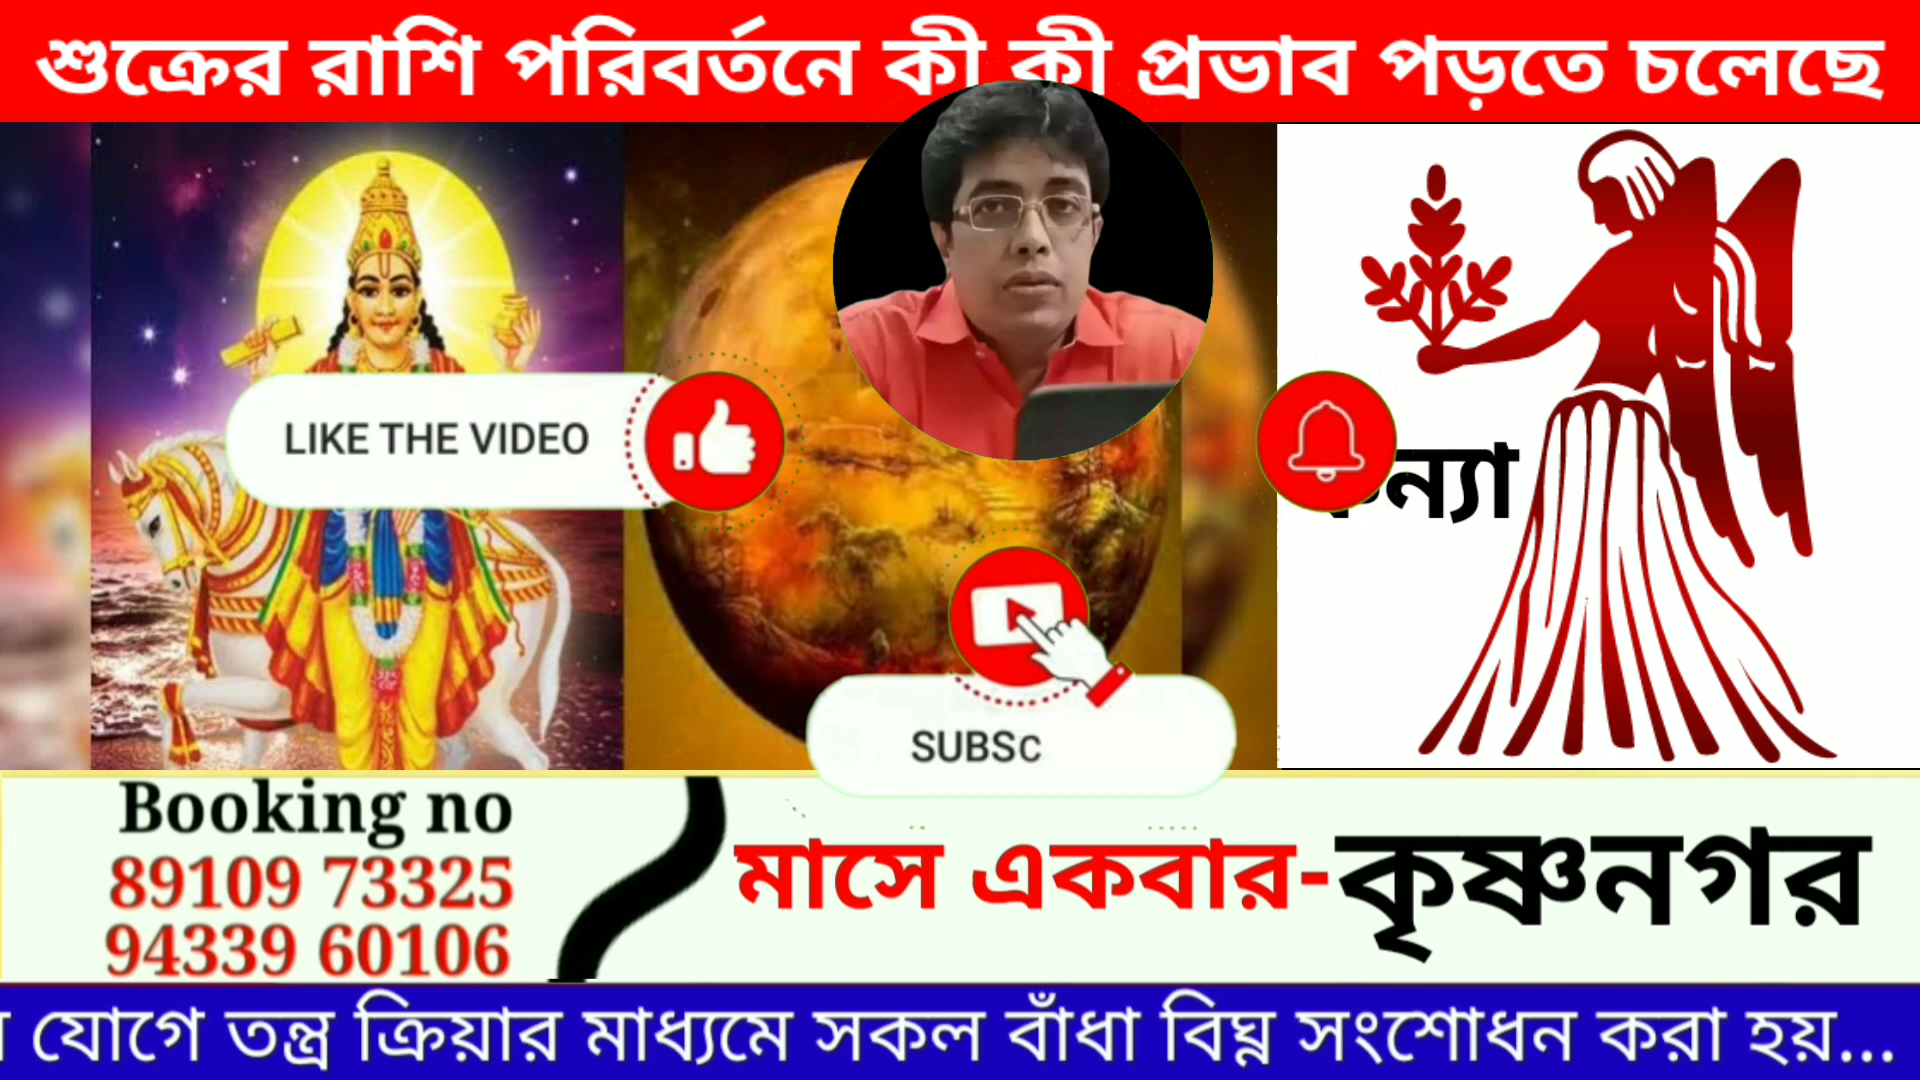 শুক্রের রাশি পরিবর্তনে কী কী প্রভাব পড়তে চলেছে
LIKE THE VIDEO
SUBSC
Booking no
89109 73325
94339 60106
মাসে একবার-কৃষ্ণনগর
যোগে তন্ত্র ক্রিয়ার মাধ্যমে সকল বাঁধা বিঘ্ন সংশোধন করা হয়...